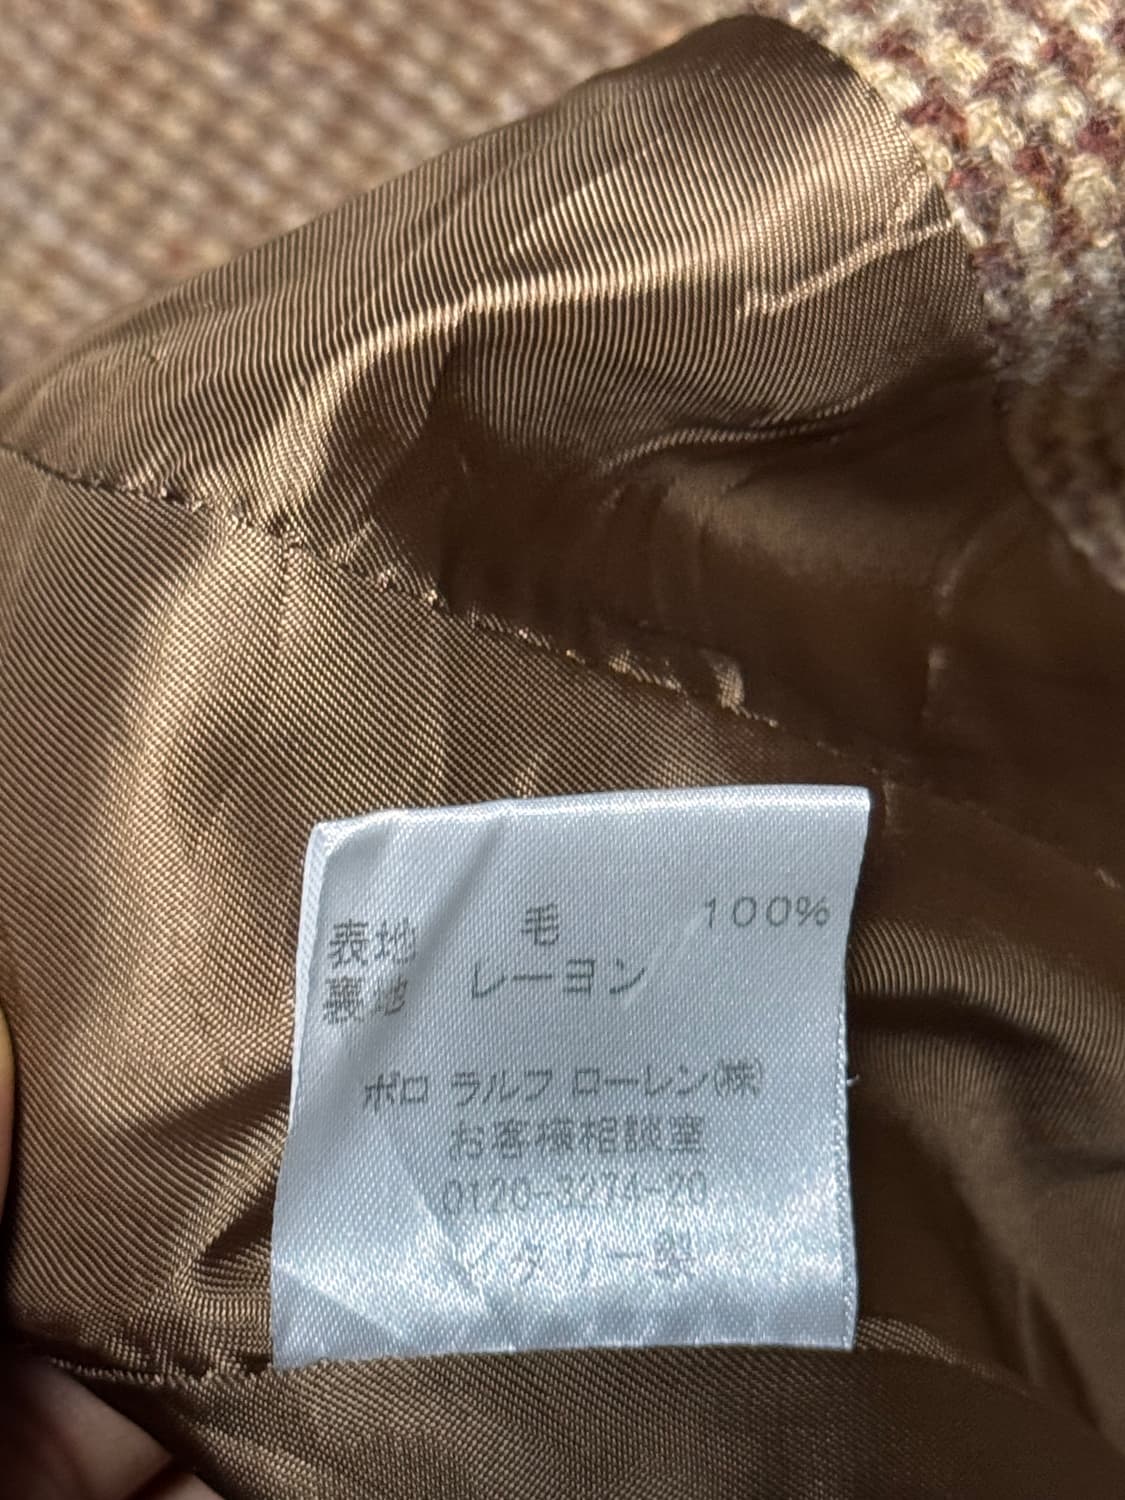 表地 毛 100%
裏地 レーヨン
ポロ ラルフ ローレン(株)
お客様相談室
0120-3274-20
イタリー製